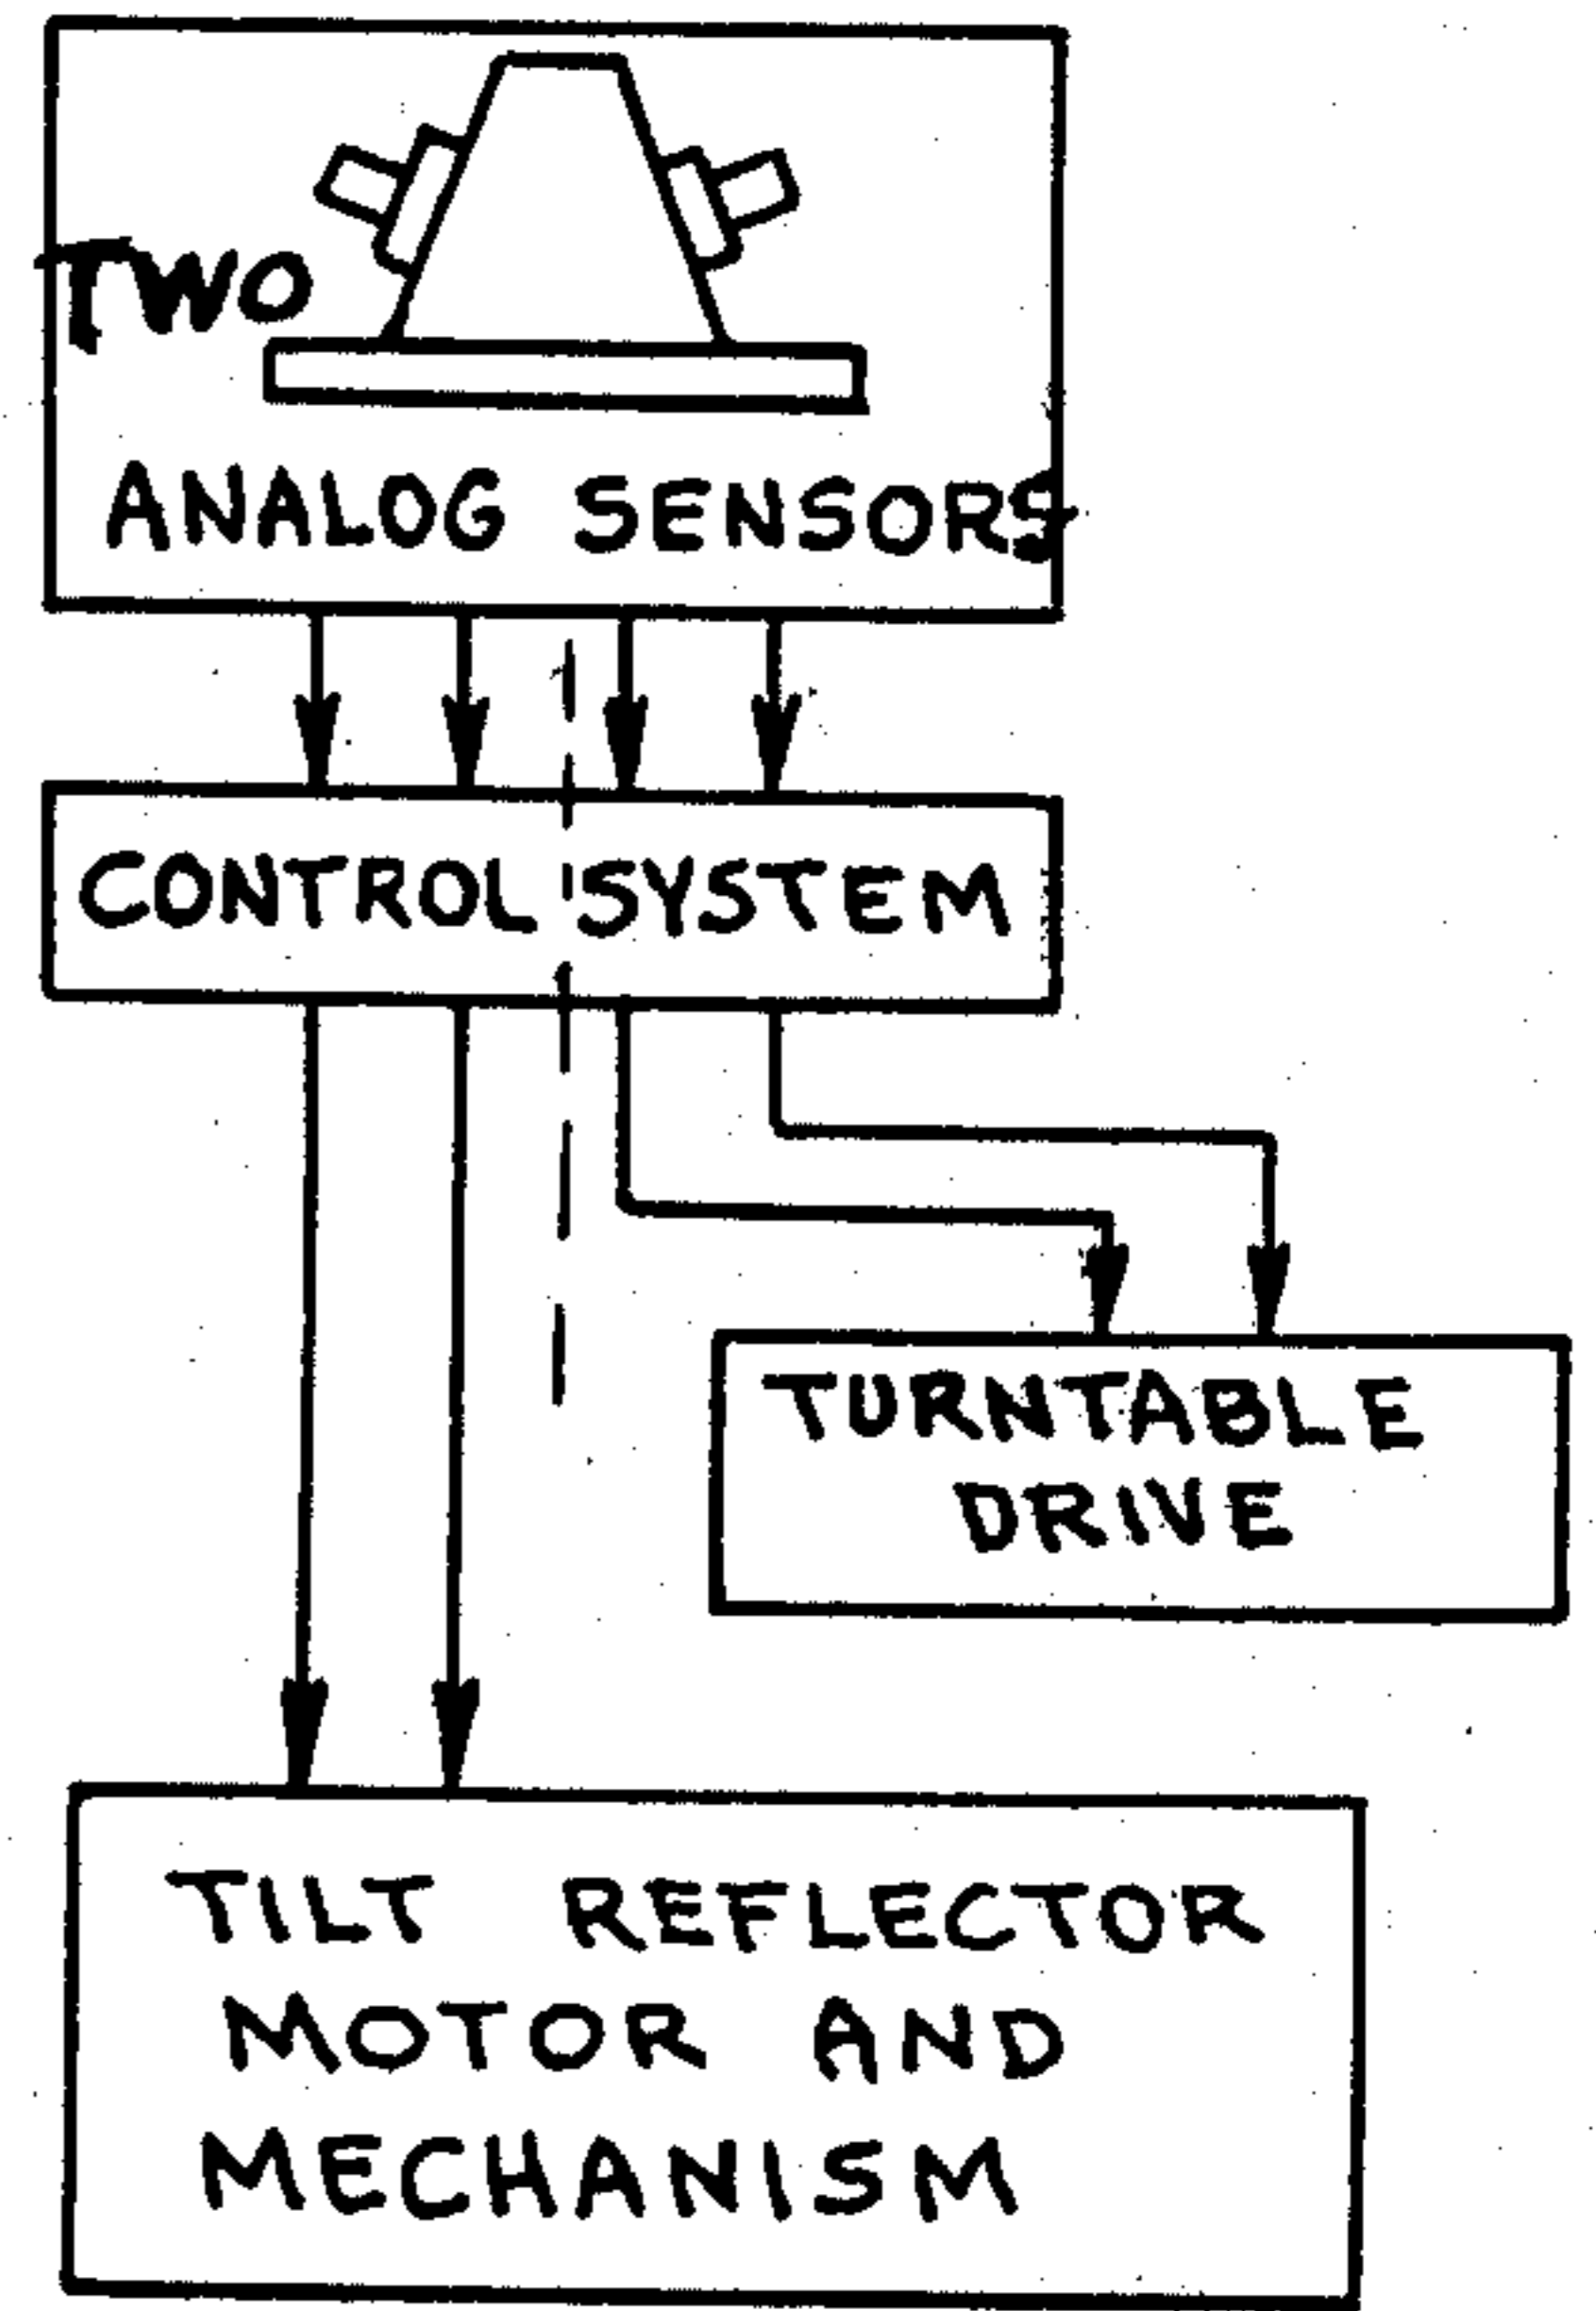 TWO
ANALOG SENSORS
CONTROL SYSTEM
TURNTABLE
DRIVE
TILT REFLECTOR
MOTOR AND
MECHANISM